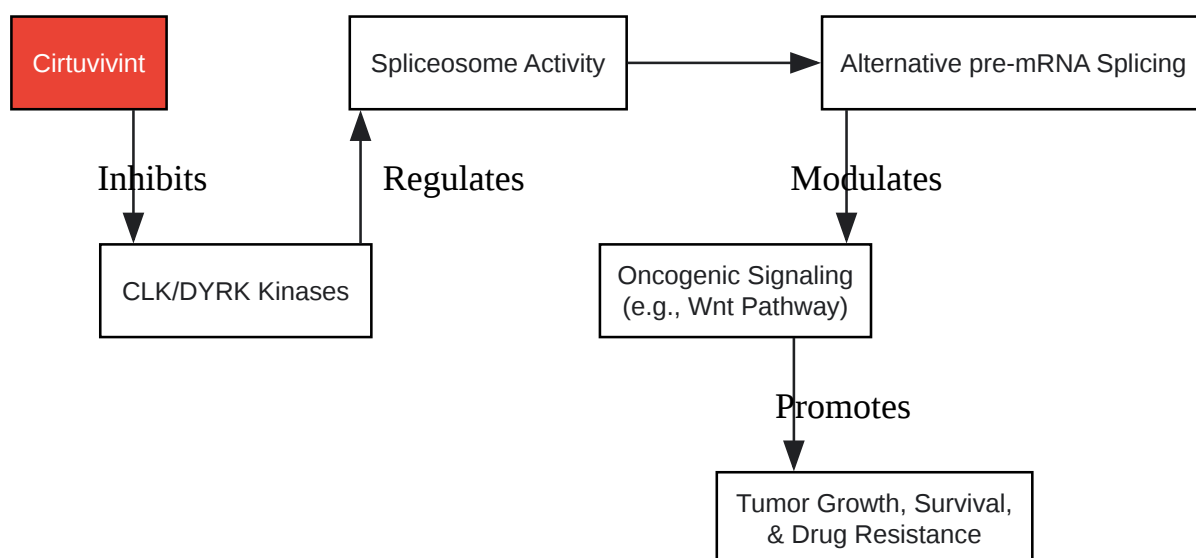 Cirtuvivint
Spliceosome Activity
Alternative pre-mRNA Splicing
Inhibits
Regulates
Modulates
CLK/DYRK Kinases
Oncogenic Signaling
(e.g., Wnt Pathway)
Promotes
Tumor Growth, Survival,
& Drug Resistance